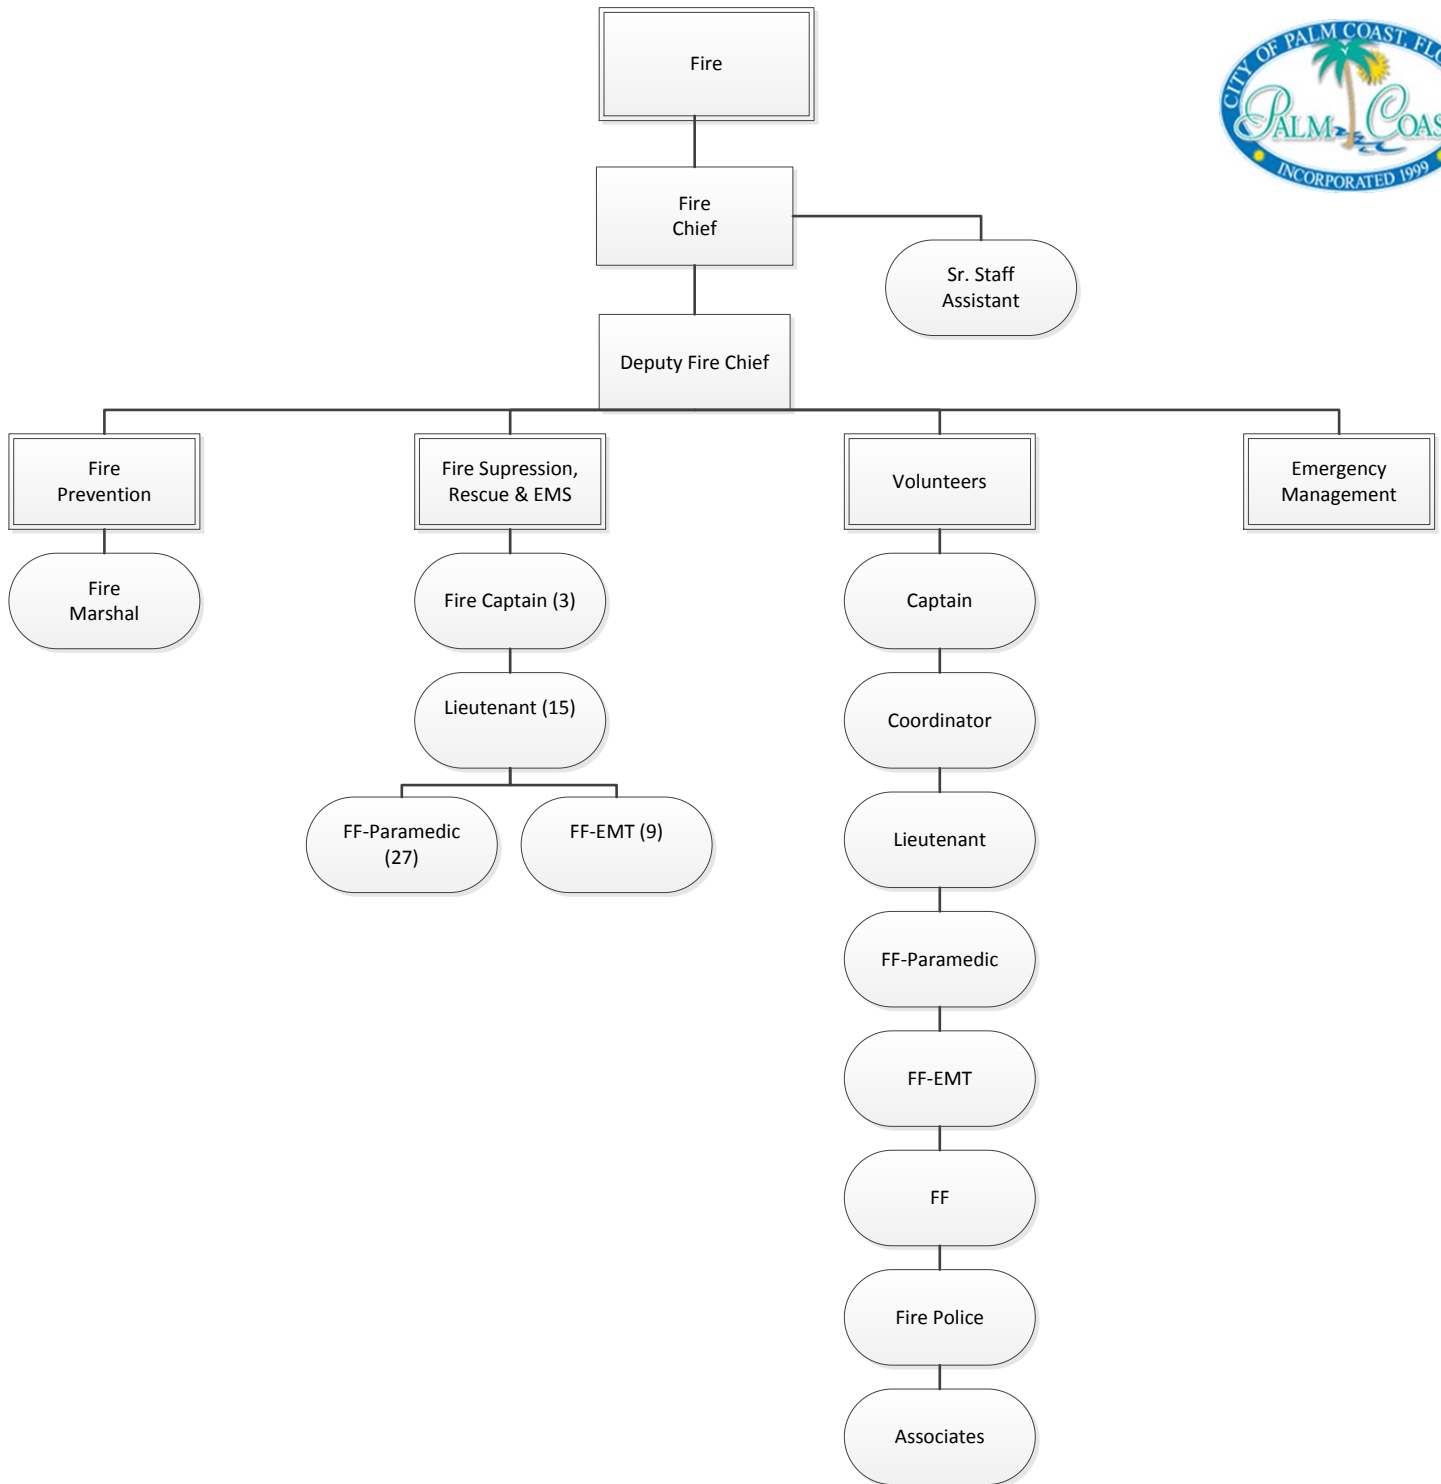 Fire
CITY OF PALM COAST, FLO
PALM COAS
INCORPORATED 1999
Fire
Chief
Sr. Staff
Assistant
Deputy Fire Chief
Fire
Prevention
Fire Supression,
Rescue & EMS
Volunteers
Emergency
Management
Fire
Marshal
Fire Captain (3)
Captain
Lieutenant (15)
Coordinator
FF-Paramedic
(27)
FF-EMT (9)
Lieutenant
FF-Paramedic
FF-EMT
FF
Fire Police
Associates